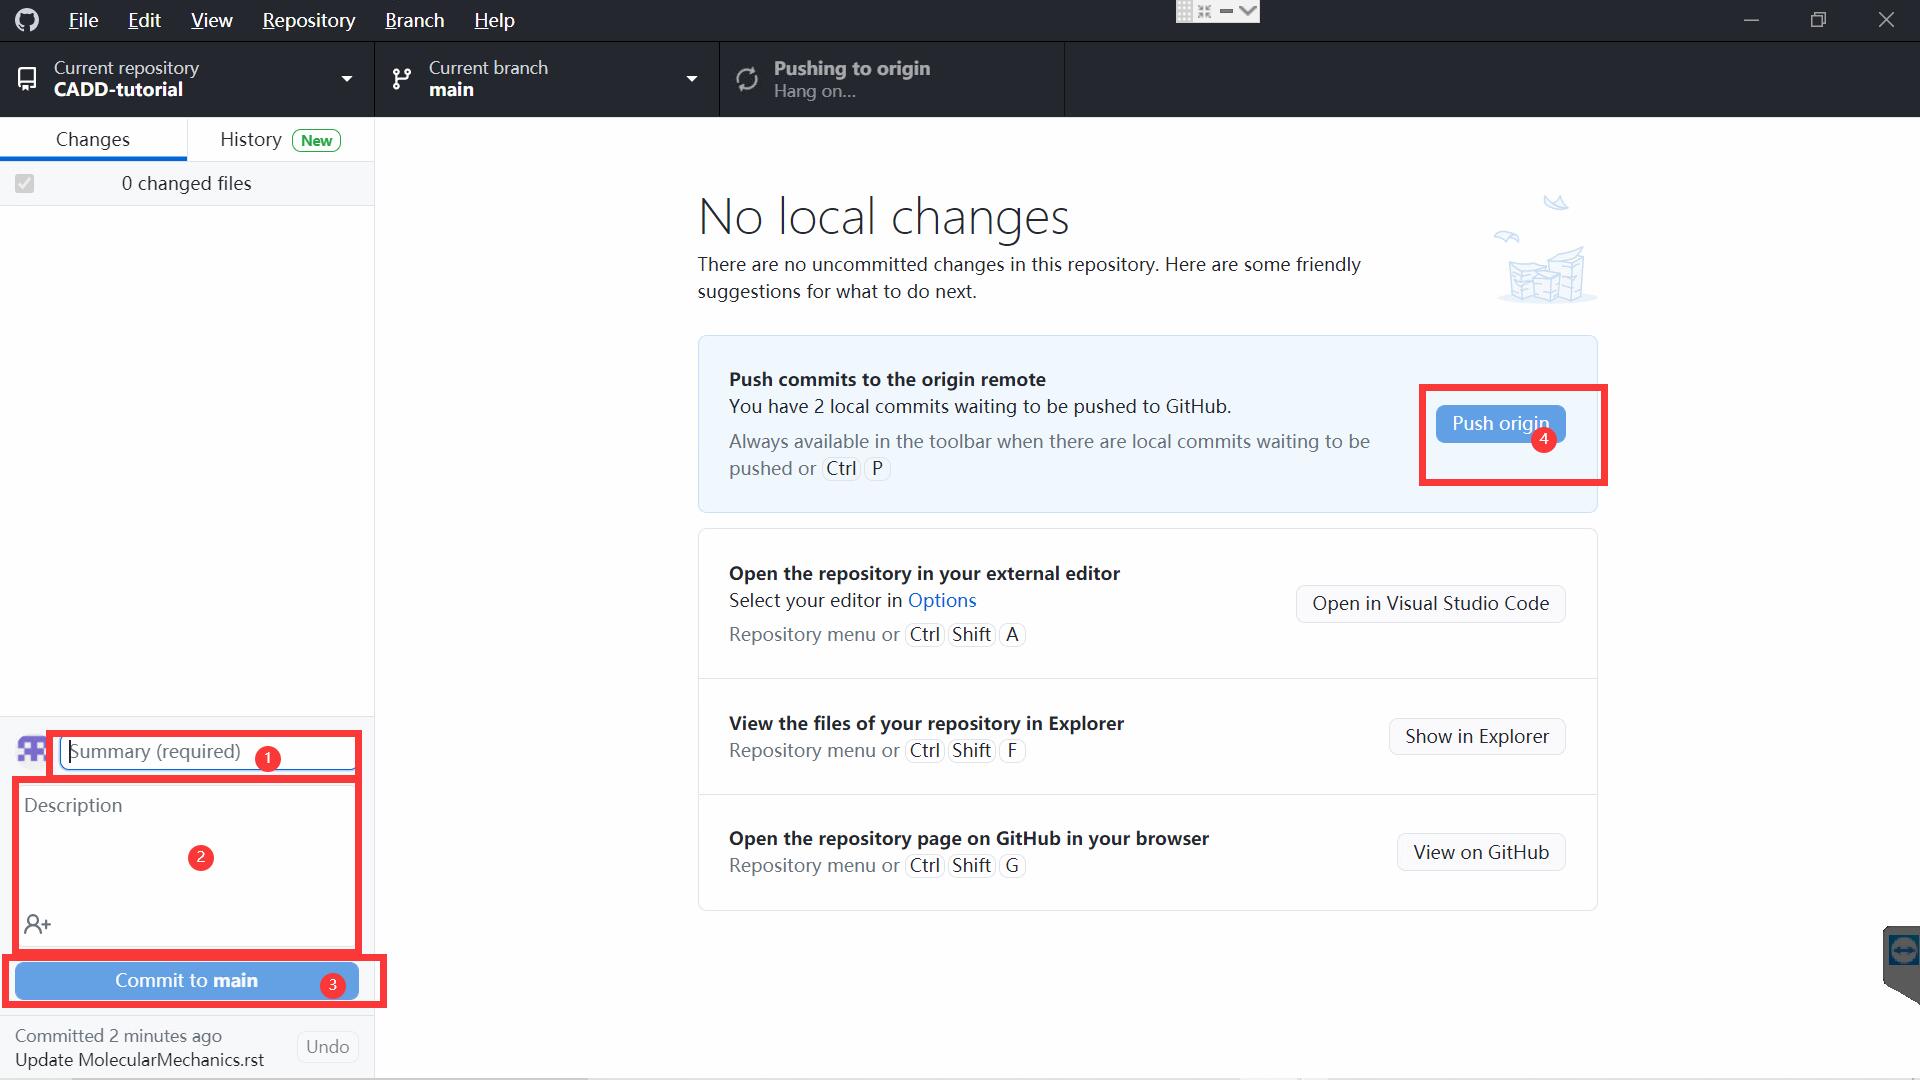 File Edit View Repository Branch Help
Current repository
CADD-tutorial
Current branch
main
Pushing to origin
Hang on...
Changes
History New
0 changed files
No local changes
There are no uncommitted changes in this repository. Here are some friendly
suggestions for what to do next.
Push commits to the origin remote
You have 2 local commits waiting to be pushed to GitHub.
Always available in the toolbar when there are local commits waiting to be
pushed or Ctrl P
Push origin
4
Open the repository in your external editor
Select your editor in Options
Repository menu or Ctrl Shift A
Open in Visual Studio Code
View the files of your repository in Explorer
Repository menu or Ctrl Shift F
Show in Explorer
Open the repository page on GitHub in your browser
Repository menu or Ctrl Shift G
View on GitHub
Summary (required)
1
Description
2
Commit to main
3
Committed 2 minutes ago
Update MolecularMechanics.rst
Undo